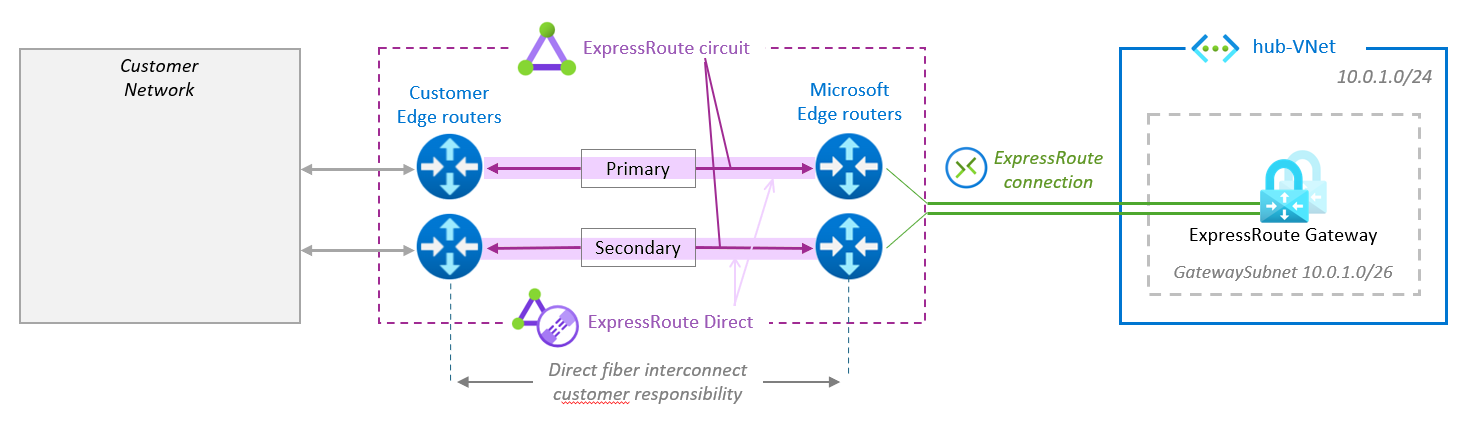 Customer
Network
ExpressRoute circuit
Customer
Edge routers
Microsoft
Edge routers
Primary
Secondary
ExpressRoute Direct
Direct fiber interconnect
customer responsibility
ExpressRoute
connection
hub-VNet
10.0.1.0/24
ExpressRoute Gateway
GatewaySubnet 10.0.1.0/26